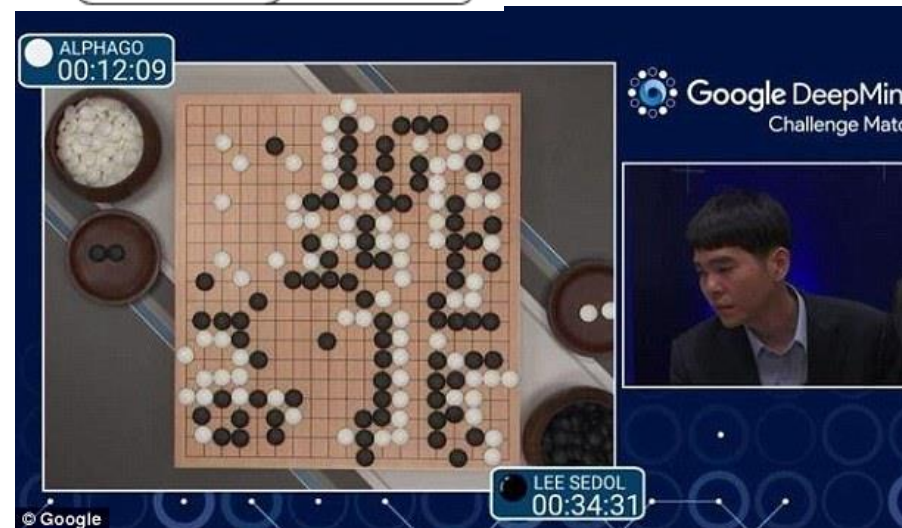 ALPHAGO
00:12:09
Google DeepMin
Challenge Matc
LEE SEDOL
00:34:31
© Google